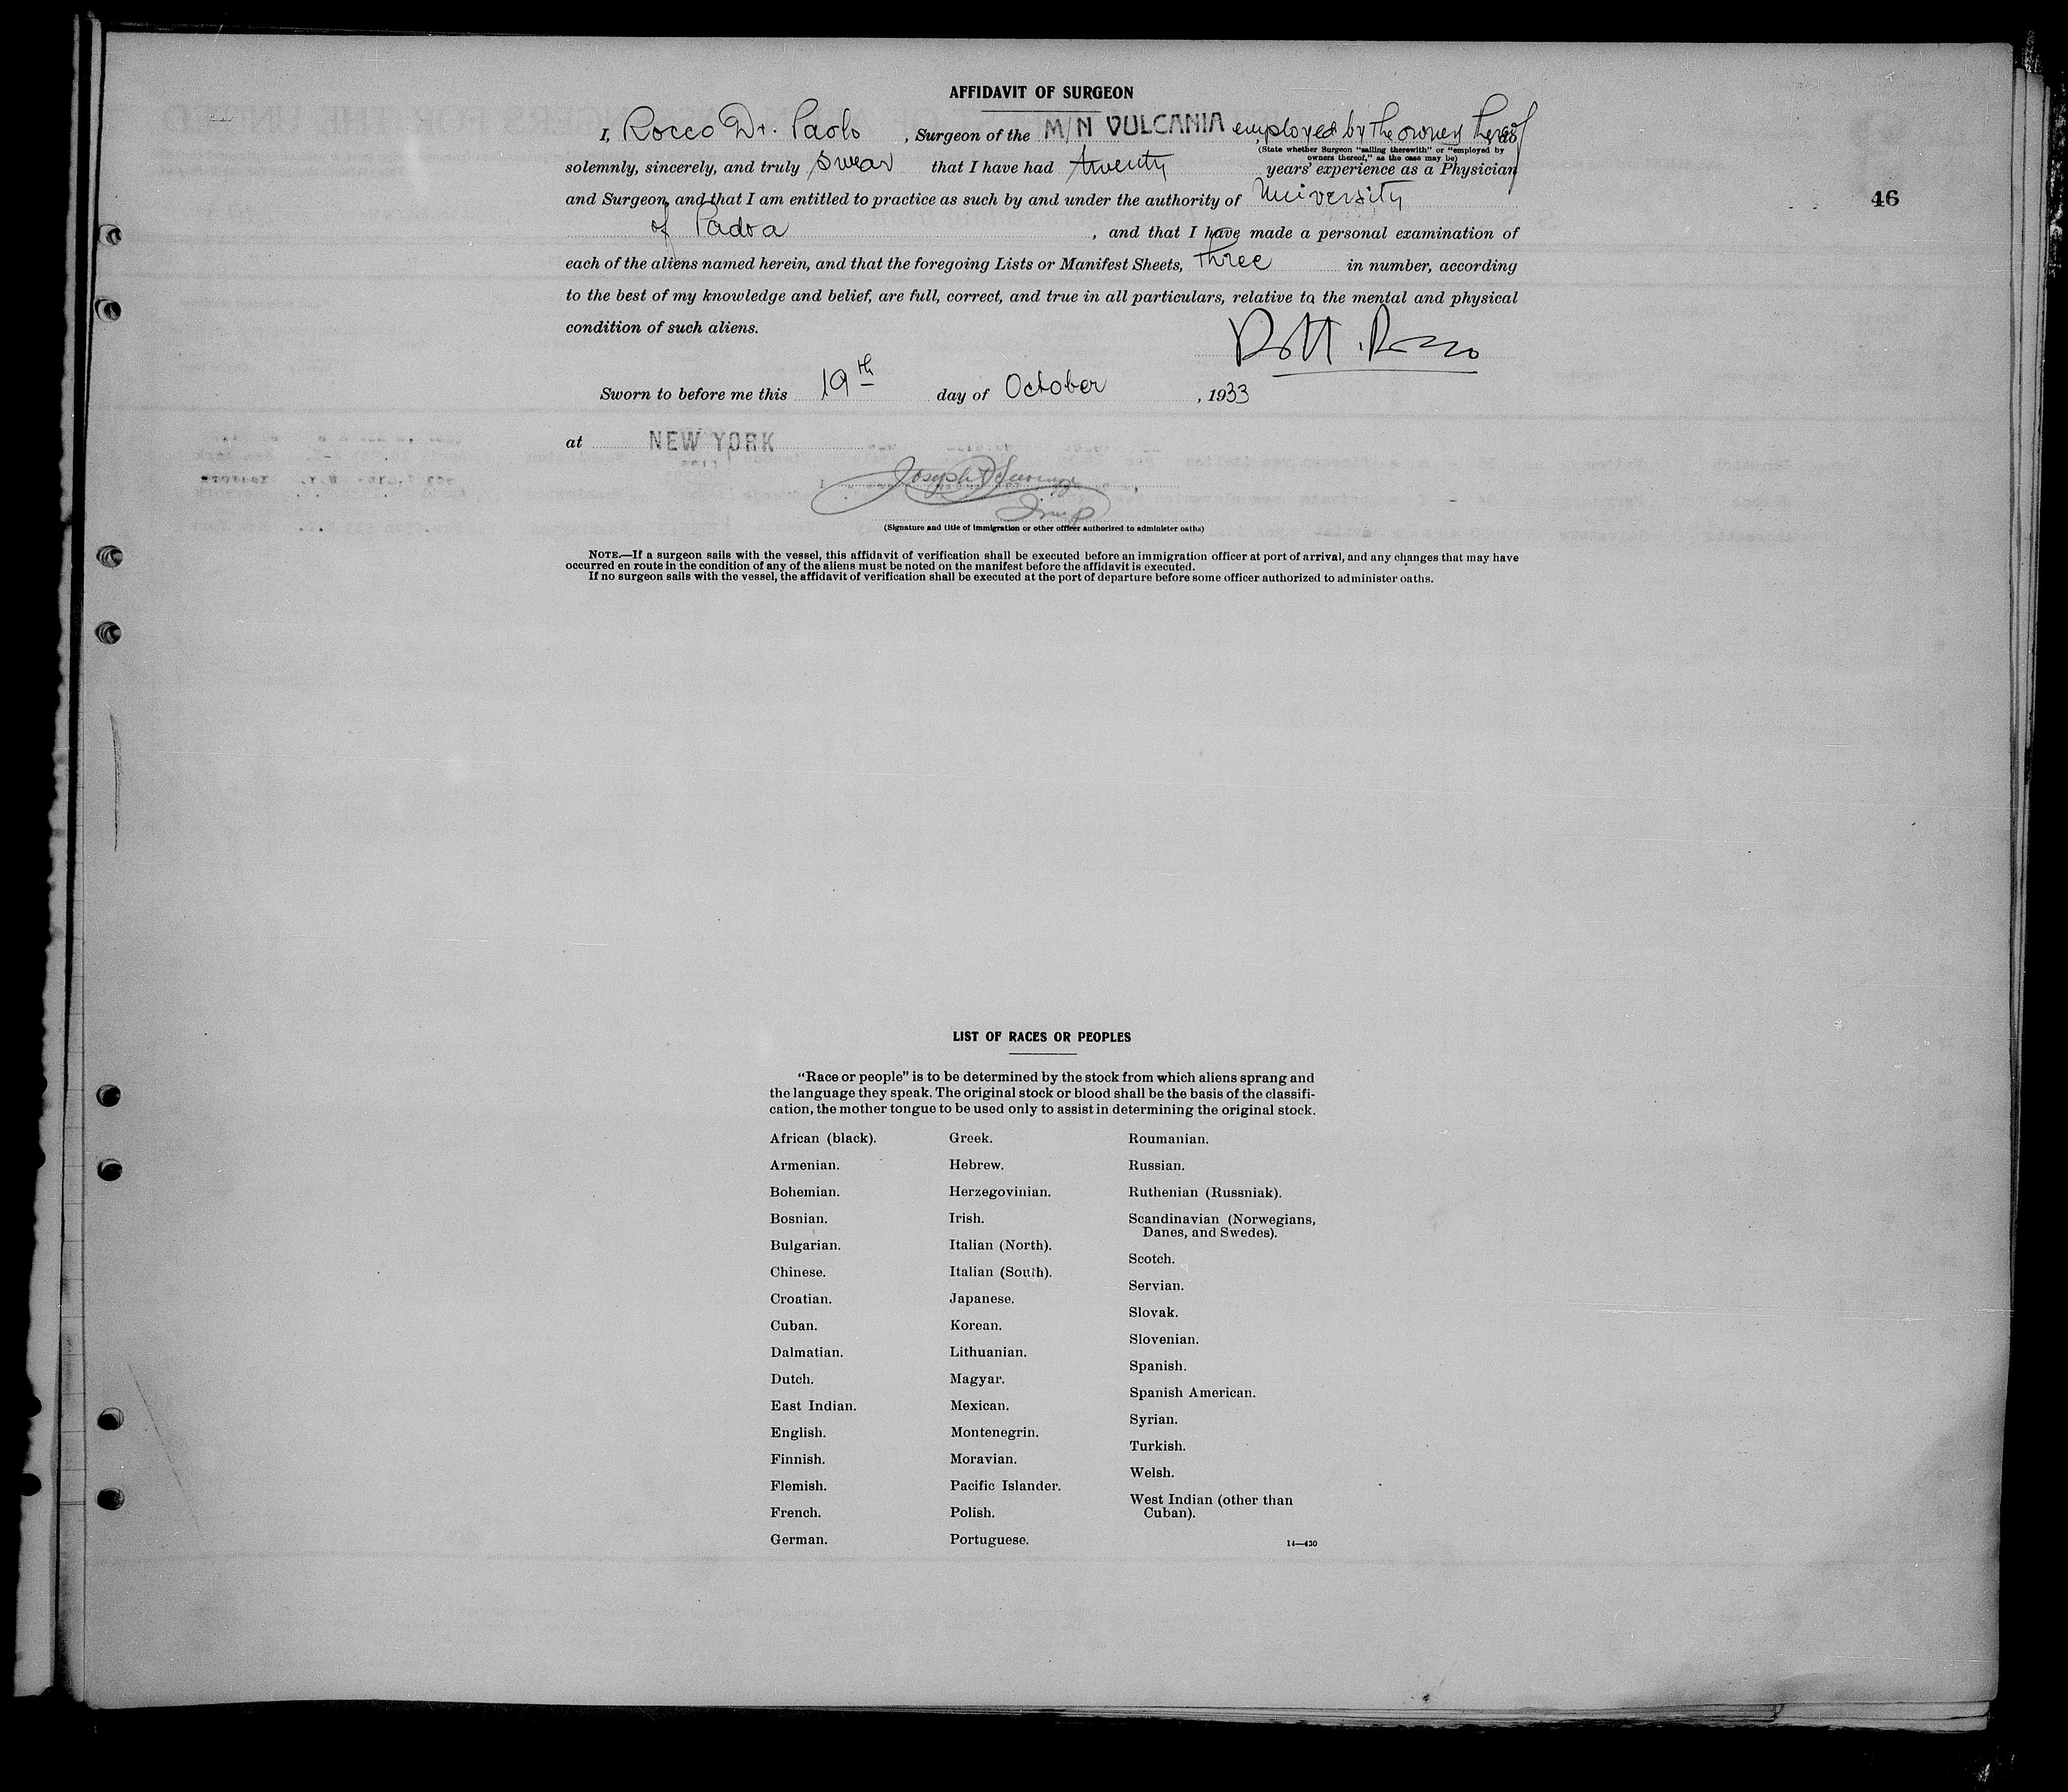 AFFIDAVIT OF SURGEON
I, Rocco Dr. Paolo , Surgeon of the M/N VULCANIA , employed by the owners thereof , do
(State whether Surgeon "sailing therewith" or "employed by
owners thereof," as the case may be)
solemnly, sincerely, and truly swear that I have had twenty years' experience as a Physician
and Surgeon, and that I am entitled to practice as such by and under the authority of University
46
of Padva , and that I have made a personal examination of
each of the aliens named herein, and that the foregoing Lists or Manifest Sheets, three in number, according
to the best of my knowledge and belief, are full, correct, and true in all particulars, relative to the mental and physical
condition of such aliens.
Dott. Rocco
Sworn to before me this 19th day of October , 1933
at NEW YORK
Joseph
Insp
(Signature and title of immigration or other officer authorized to administer oaths)
NOTE.—If a surgeon sails with the vessel, this affidavit of verification shall be executed before an immigration officer at port of arrival, and any changes that may have
occurred en route in the condition of any of the aliens must be noted on the manifest before the affidavit is executed.
If no surgeon sails with the vessel, the affidavit of verification shall be executed at the port of departure before some officer authorized to administer oaths.
LIST OF RACES OR PEOPLES
"Race or people" is to be determined by the stock from which aliens sprang and
the language they speak. The original stock or blood shall be the basis of the classifi-
cation, the mother tongue to be used only to assist in determining the original stock.
African (black).
Armenian.
Bohemian.
Bosnian.
Bulgarian.
Chinese.
Croatian.
Cuban.
Dalmatian.
Dutch.
East Indian.
English.
Finnish.
Flemish.
French.
German.
Greek.
Hebrew.
Herzegovinian.
Irish.
Italian (North).
Italian (South).
Japanese.
Korean.
Lithuanian.
Magyar.
Mexican.
Montenegrin.
Moravian.
Pacific Islander.
Polish.
Portuguese.
Roumanian.
Russian.
Ruthenian (Russniak).
Scandinavian (Norwegians,
Danes, and Swedes).
Scotch.
Servian.
Slovak.
Slovenian.
Spanish.
Spanish American.
Syrian.
Turkish.
Welsh.
West Indian (other than
Cuban).
14—430